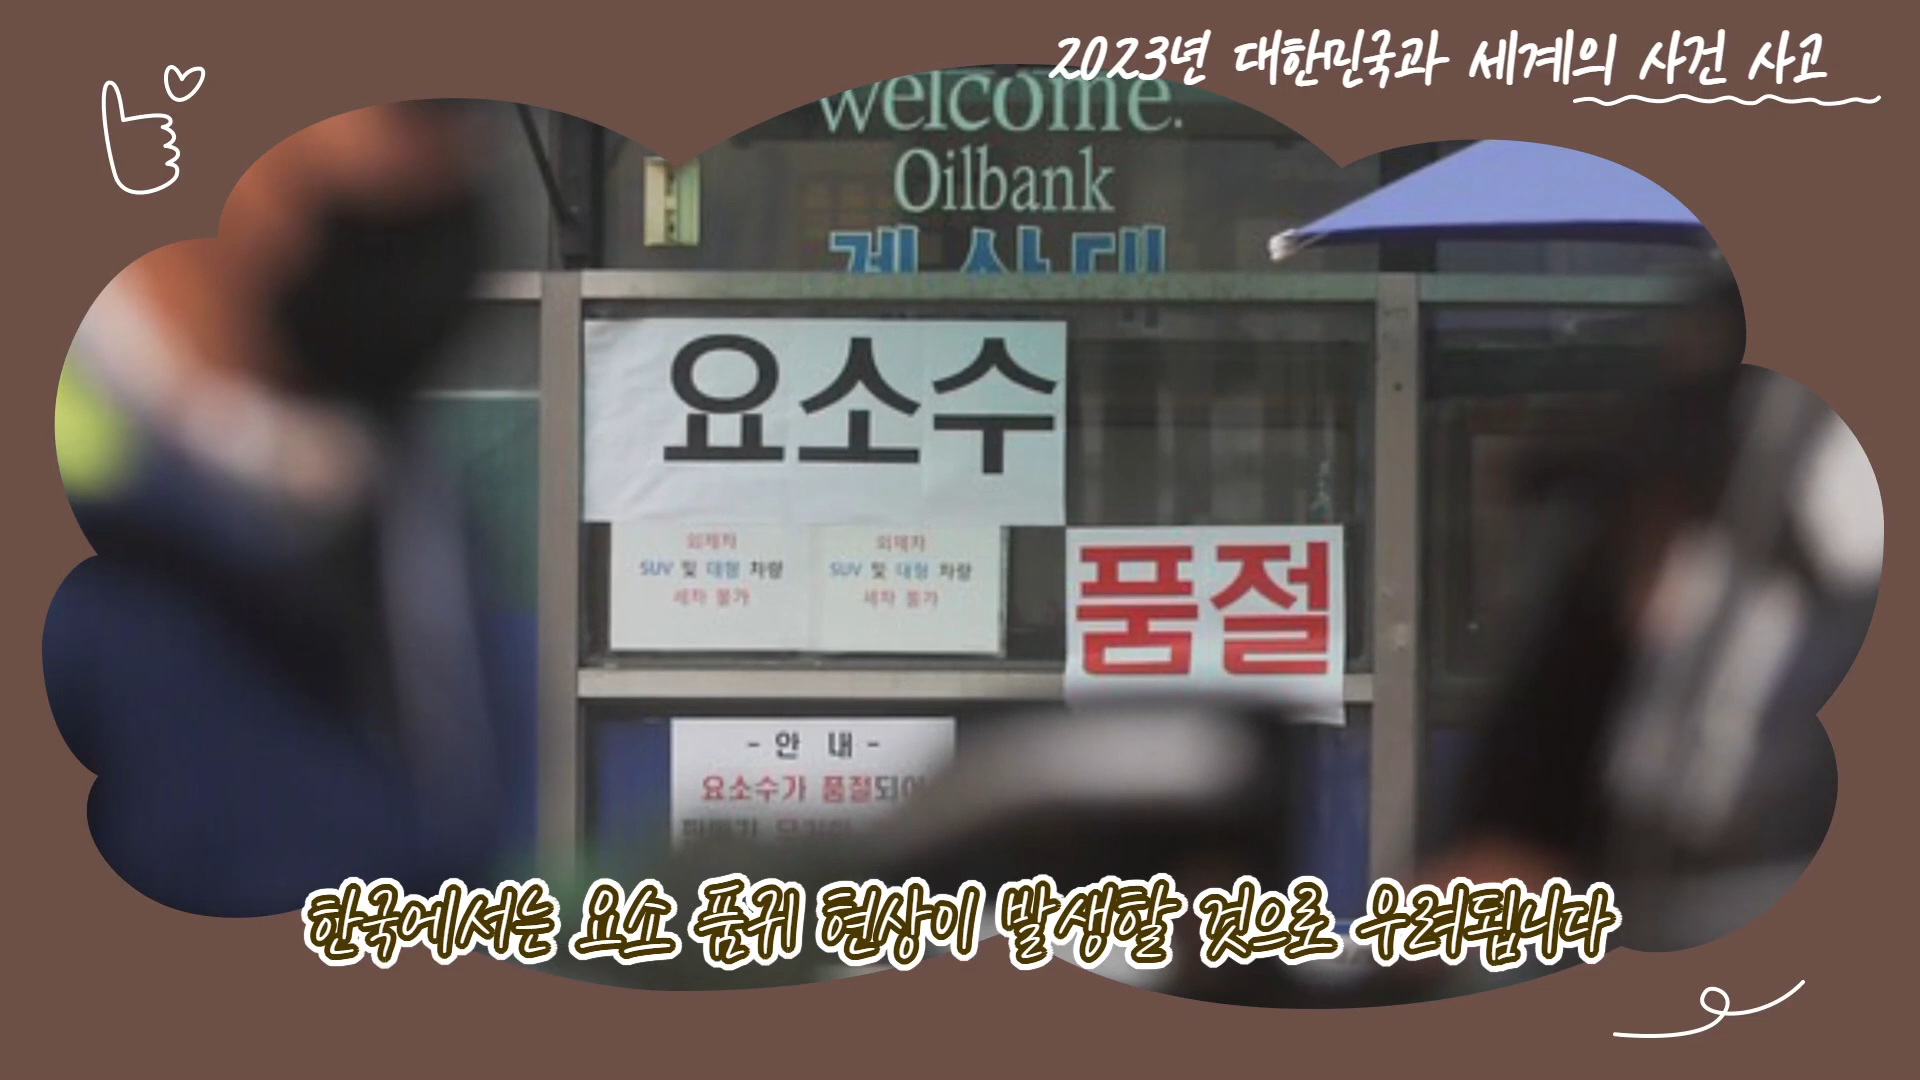 2023년 대한민국과 세계의 사건 사고
welcome.
Oilbank
계산대
요소수
외제차
SUV 및 대형 차량
세차 불가
외제차
SUV 및 대형 차량
세차 불가
품절
- 안 내 -
요소수가 품절되어
한국에서는 요소 품귀 현상이 발생할 것으로 우려됩니다